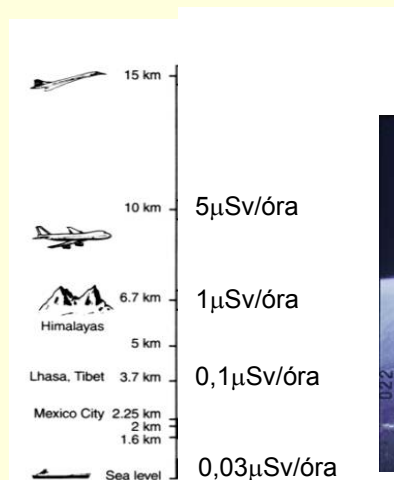 15 km
10 km 5μSv/óra
6.7 km 1μSv/óra
Himalayas
5 km
Lhasa, Tibet 3.7 km 0,1μSv/óra
Mexico City 2.25 km
2 km
1.6 km
Sea level 0,03μSv/óra
022